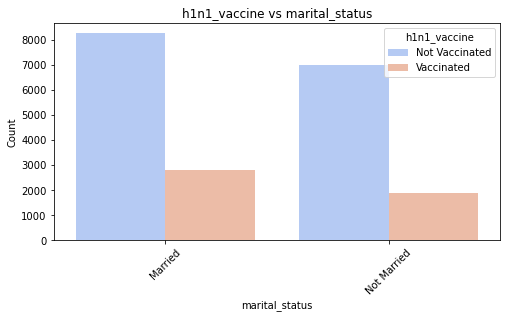 h1n1_vaccine vs marital_status
h1n1_vaccine
Not Vaccinated
Vaccinated
Count
8000
7000
6000
5000
4000
3000
2000
1000
0
Married
Not Married
marital_status